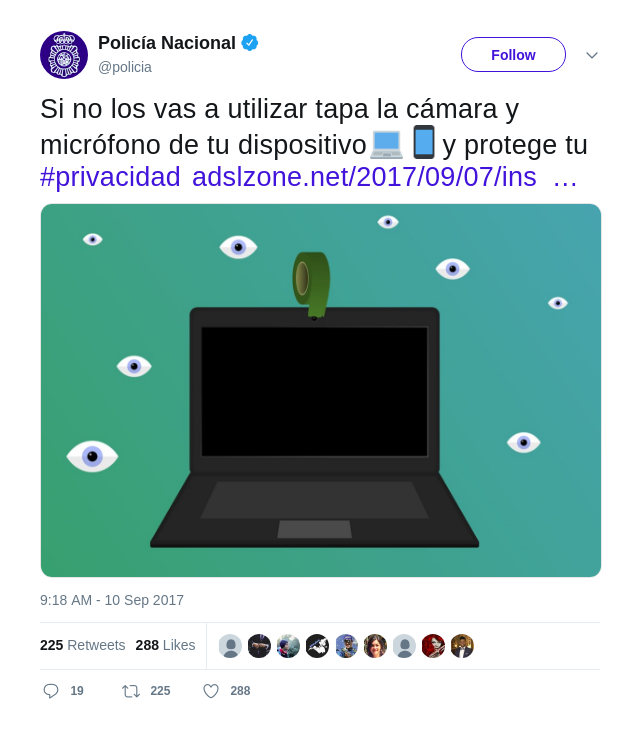 Policía Nacional
@policia
Follow
Si no los vas a utilizar tapa la cámara y
micrófono de tu dispositivo💻📱y protege tu
#privacidad adslzone.net/2017/09/07/ins …
9:18 AM - 10 Sep 2017
225 Retweets 288 Likes
19 225 288